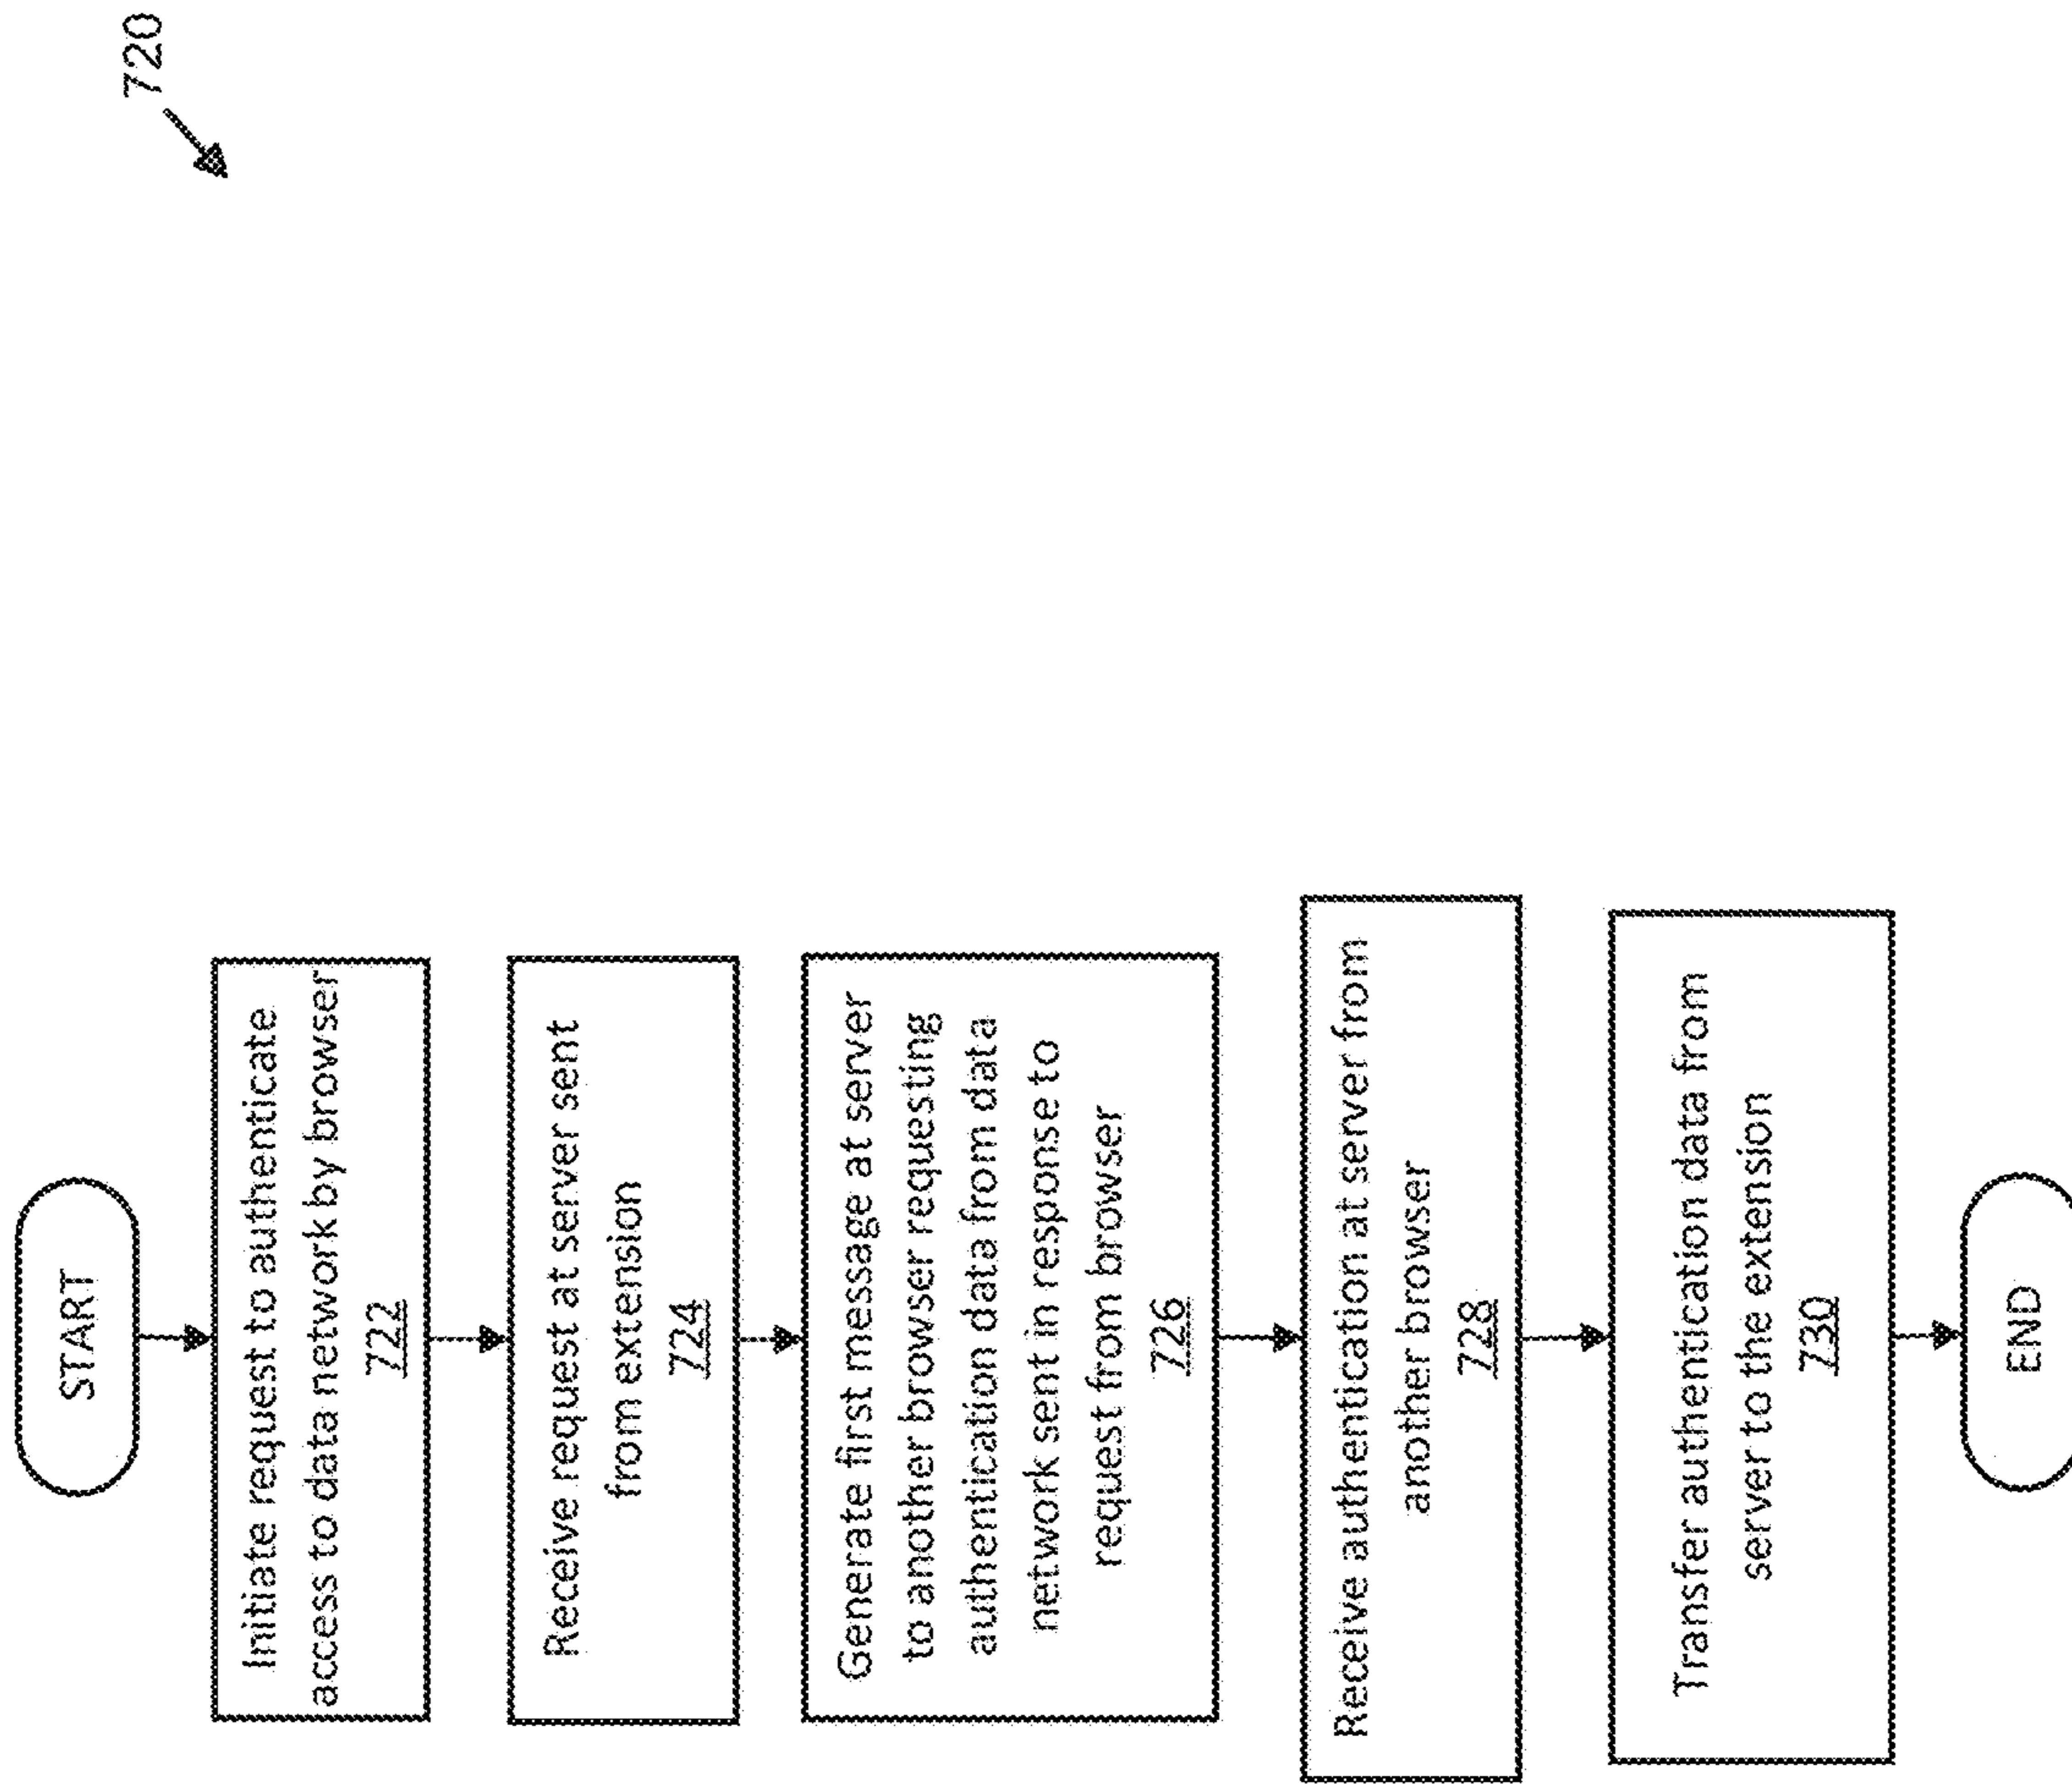 720
START
Initiate request to authenticate
access to data network by browser
722
Receive request at server sent
from extension
724
Generate first message at server
to another browser requesting
authentication data from data
network sent in response to
request from browser
726
Receive authentication at server from
another browser
728
Transfer authentication data from
server to the extension
730
END